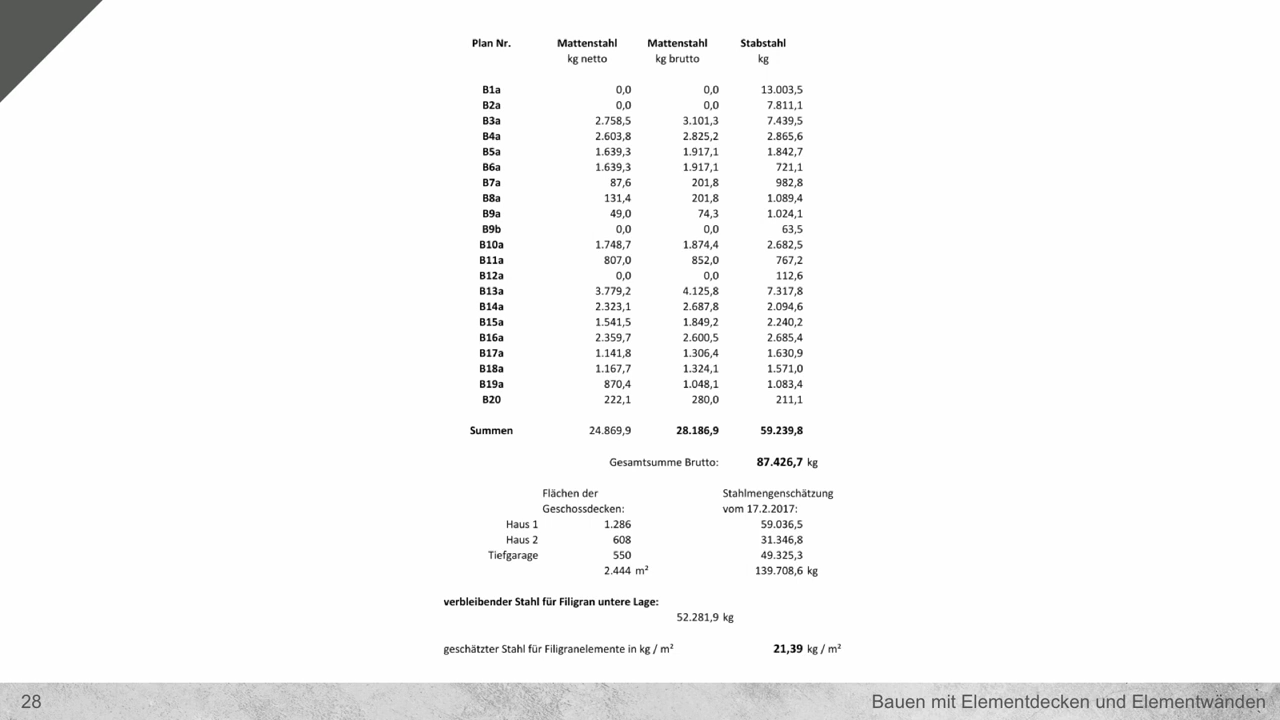 Plan Nr. Mattenstahl Mattenstahl Stabstahl
kg netto kg brutto kg
B1a 0,0 0,0 13.003,5
B2a 0,0 0,0 7.811,1
B3a 2.758,5 3.101,3 7.439,5
B4a 2.603,8 2.825,2 2.865,6
B5a 1.639,3 1.917,1 1.842,7
B6a 1.639,3 1.917,1 721,1
B7a 87,6 201,8 982,8
B8a 131,4 201,8 1.089,4
B9a 49,0 74,3 1.024,1
B9b 0,0 0,0 63,5
B10a 1.748,7 1.874,4 2.682,5
B11a 807,0 852,0 767,2
B12a 0,0 0,0 112,6
B13a 3.779,2 4.125,8 7.317,8
B14a 2.323,1 2.687,8 2.094,6
B15a 1.541,5 1.849,2 2.240,2
B16a 2.359,7 2.600,5 2.685,4
B17a 1.141,8 1.306,4 1.630,9
B18a 1.167,7 1.324,1 1.571,0
B19a 870,4 1.048,1 1.083,4
B20 222,1 280,0 211,1
Summen 24.869,9 28.186,9 59.239,8
Gesamtsumme Brutto: 87.426,7 kg
Flächen der Stahlmengenschätzung
Geschossdecken: vom 17.2.2017:
Haus 1 1.286 59.036,5
Haus 2 608 31.346,8
Tiefgarage 550 49.325,3
2.444 m² 139.708,6 kg
verbleibender Stahl für Filigran untere Lage:
52.281,9 kg
geschätzter Stahl für Filigranelemente in kg / m² 21,39 kg / m²
28 Bauen mit Elementdecken und Elementwänden